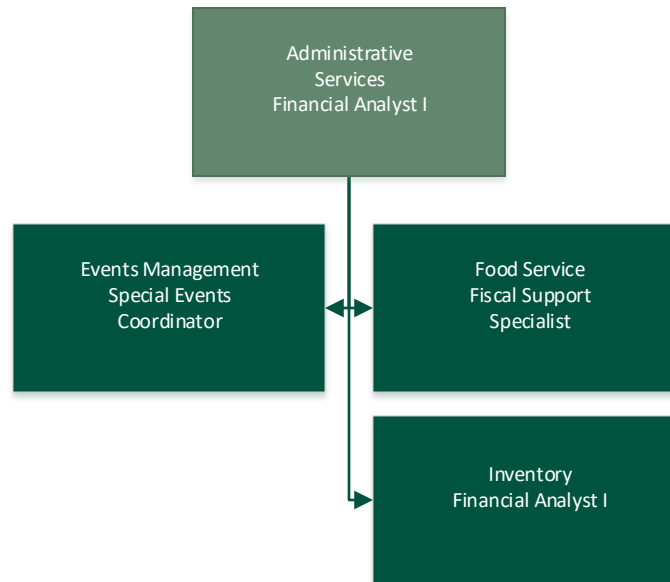 Administrative
Services
Financial Analyst I
Events Management
Special Events
Coordinator
Food Service
Fiscal Support
Specialist
Inventory
Financial Analyst I